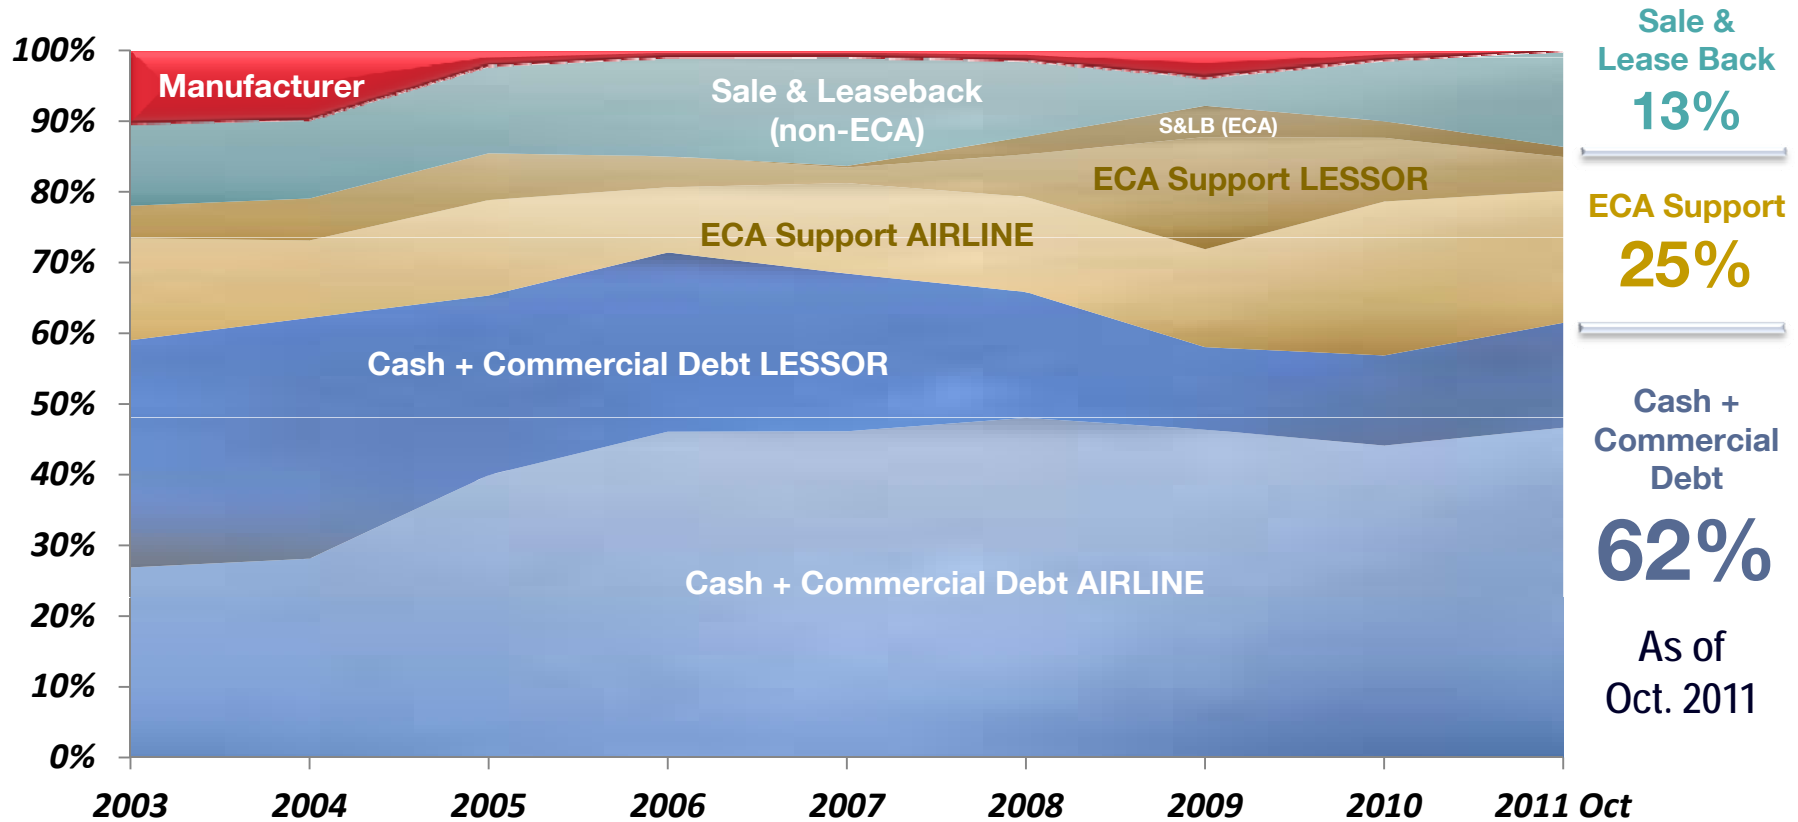 100%
90%
80%
70%
60%
50%
40%
30%
20%
10%
0%
Manufacturer
Sale & Leaseback
(non-ECA)
S&LB (ECA)
ECA Support LESSOR
ECA Support AIRLINE
Cash + Commercial Debt LESSOR
Cash + Commercial Debt AIRLINE
2003
2004
2005
2006
2007
2008
2009
2010
2011 Oct
Sale &
Lease Back
13%
ECA Support
25%
Cash +
Commercial
Debt
62%
As of
Oct. 2011